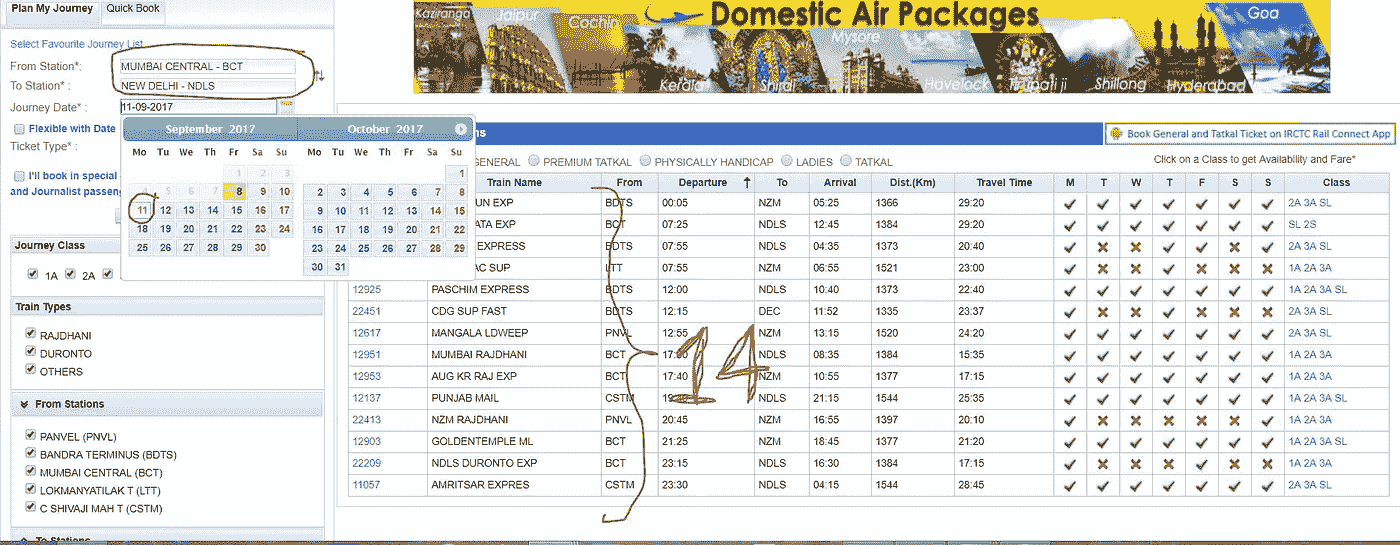 Plan My Journey Quick Book
Kaziranga Jaipur Cochin Domestic Air Packages Goa
Mysore
Kerala Shirdi Havelock Tirupati ji Shillong Hyderabad
Select Favourite Journey List
From Station*: MUMBAI CENTRAL - BCT
To Station* : NEW DELHI - NDLS
Journey Date* : 11-09-2017
Flexible with Date
Ticket Type* :
I'll book in special
and Journalist passen
September 2017 October 2017
Mo Tu We Th Fr Sa Su Mo Tu We Th Fr Sa Su
1 2 3 1
4 5 6 7 8 9 10 2 3 4 5 6 7 8
11 12 13 14 15 16 17 9 10 11 12 13 14 15
18 19 20 21 22 23 24 16 17 18 19 20 21 22
25 26 27 28 29 30 23 24 25 26 27 28 29
30 31
Journey Class
1A 2A
Train Types
RAJDHANI
DURONTO
OTHERS
From Stations
PANVEL (PNVL)
BANDRA TERMINUS (BDTS)
MUMBAI CENTRAL (BCT)
LOKMANYATILAK T (LTT)
C SHIVAJI MAH T (CSTM)
To Stations
ns Book General and Tatkal Ticket on IRCTC Rail Connect App
GENERAL PREMIUM TATKAL PHYSICALLY HANDICAP LADIES TATKAL Click on a Class to get Availability and Fare*
Train Name From Departure To Arrival Dist.(Km) Travel Time M T W T F S S Class
UN EXP BDTS 00:05 NZM 05:25 1366 29:20 2A 3A SL
ATA EXP BCT 07:25 NDLS 12:45 1384 29:20 SL 2S
EXPRESS BDTS 07:55 NDLS 04:35 1373 20:40 2A 3A SL
AC SUP LTT 07:55 NZM 06:55 1521 23:00 1A 2A 3A
12925 PASCHIM EXPRESS BDTS 12:00 NDLS 10:40 1373 22:40 1A 2A 3A SL
22451 CDG SUP FAST BDTS 12:15 DEC 11:52 1335 23:37 2A 3A SL
12617 MANGALA LDWEEP PNVL 12:55 NZM 13:15 1520 24:20 2A 3A SL
12951 MUMBAI RAJDHANI BCT 17:00 NDLS 08:35 1384 15:35 1A 2A 3A
12953 AUG KR RAJ EXP BCT 17:40 NZM 10:55 1377 17:15 1A 2A 3A
12137 PUNJAB MAIL CSTM NDLS 21:15 1544 25:35 1A 2A 3A SL
22413 NZM RAJDHANI PNVL 20:45 NZM 16:55 1397 20:10 1A 2A 3A
12903 GOLDENTEMPLE ML BCT 21:25 NZM 18:45 1377 21:20 1A 2A 3A SL
22209 NDLS DURONTO EXP BCT 23:15 NDLS 16:30 1384 17:15 1A 2A 3A
11057 AMRITSAR EXPRES CSTM 23:30 NDLS 04:15 1544 28:45 2A 3A SL
14